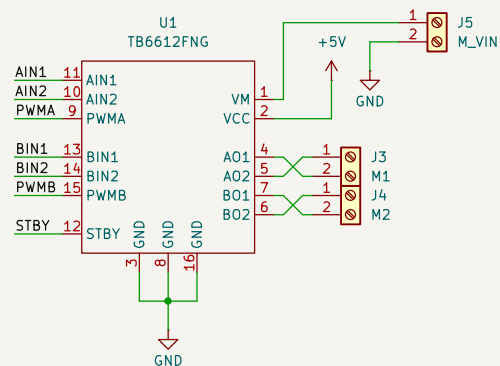 U1
TB6612FNG
1 J5
2 M_VIN
+5V
GND
AIN1 11 AIN1
AIN2 10 AIN2
PWMA 9 PWMA
VM 1
VCC 2
BIN1 13 BIN1
BIN2 14 BIN2
PWMB 15 PWMB
AO1 4
AO2 5
BO1 7
BO2 6
1 J3
2 M1
1 J4
2 M2
STBY 12 STBY
GND GND GND
3 8 16
GND